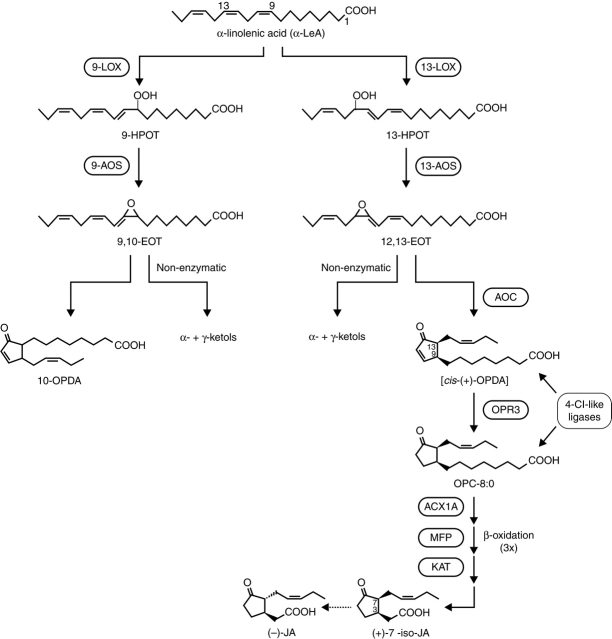 13
9
1
COOH
α-linolenic acid (α-LeA)
9-LOX
13-LOX
OOH
COOH
9-HPOT
OOH
COOH
13-HPOT
9-AOS
13-AOS
O
COOH
9,10-EOT
O
COOH
12,13-EOT
Non-enzymatic
Non-enzymatic
AOC
O
COOH
10-OPDA
α- + γ-ketols
α- + γ-ketols
O
13
9
COOH
[cis-(+)-OPDA]
OPR3
4-Cl-like
ligases
O
COOH
OPC-8:0
ACX1A
MFP
KAT
β-oxidation
(3x)
O
COOH
(–)-JA
O
7
3
COOH
(+)-7 -iso-JA